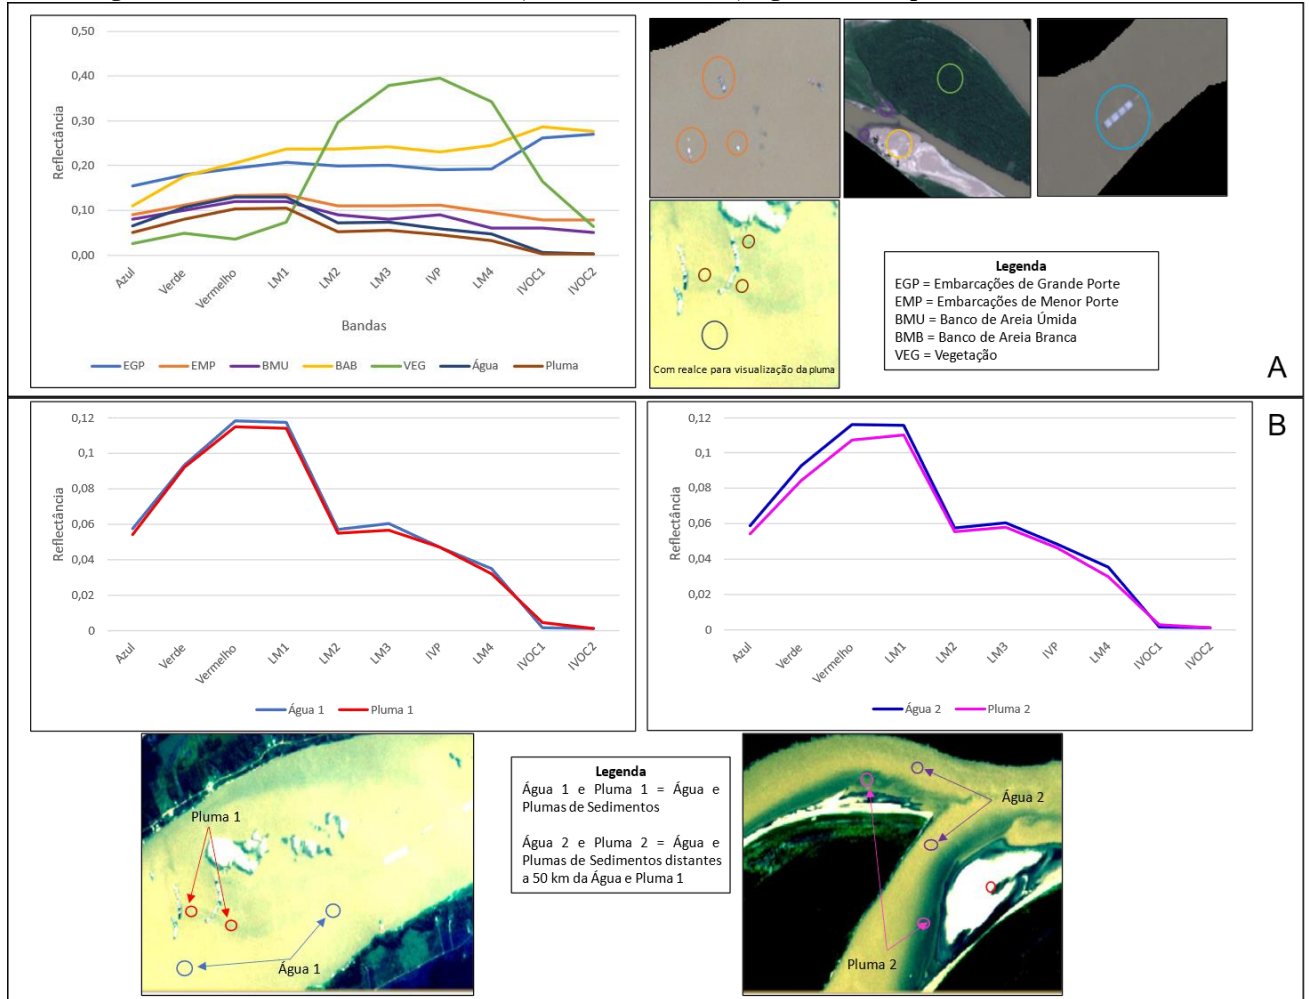 0,50
0,40
0,30
0,20
0,10
0,00
Reflectância
Azul
Verde
Vermelho
LM1
LM2
LM3
IVP
LM4
IVOC1
IVOC2
Bandas
EGP EMP BMU BAB VEG Água Pluma
Com realce para visualização da pluma
Legenda
EGP = Embarcações de Grande Porte
EMP = Embarcações de Menor Porte
BMU = Banco de Areia Úmida
BMB = Banco de Areia Branca
VEG = Vegetação
A
0,12
0,1
0,08
0,06
0,04
0,02
0
Reflectância
Azul
Verde
Vermelho
LM1
LM2
LM3
IVP
LM4
IVOC1
IVOC2
Água 1 Pluma 1
0,12
0,1
0,08
0,06
0,04
0,02
0
Reflectância
Azul
Verde
Vermelho
LM1
LM2
LM3
IVP
LM4
IVOC1
IVOC2
Água 2 Pluma 2
B
Pluma 1
Água 1
Legenda
Água 1 e Pluma 1 = Água e
Plumas de Sedimentos
Água 2 e Pluma 2 = Água e
Plumas de Sedimentos distantes
a 50 km da Água e Pluma 1
Água 2
Pluma 2